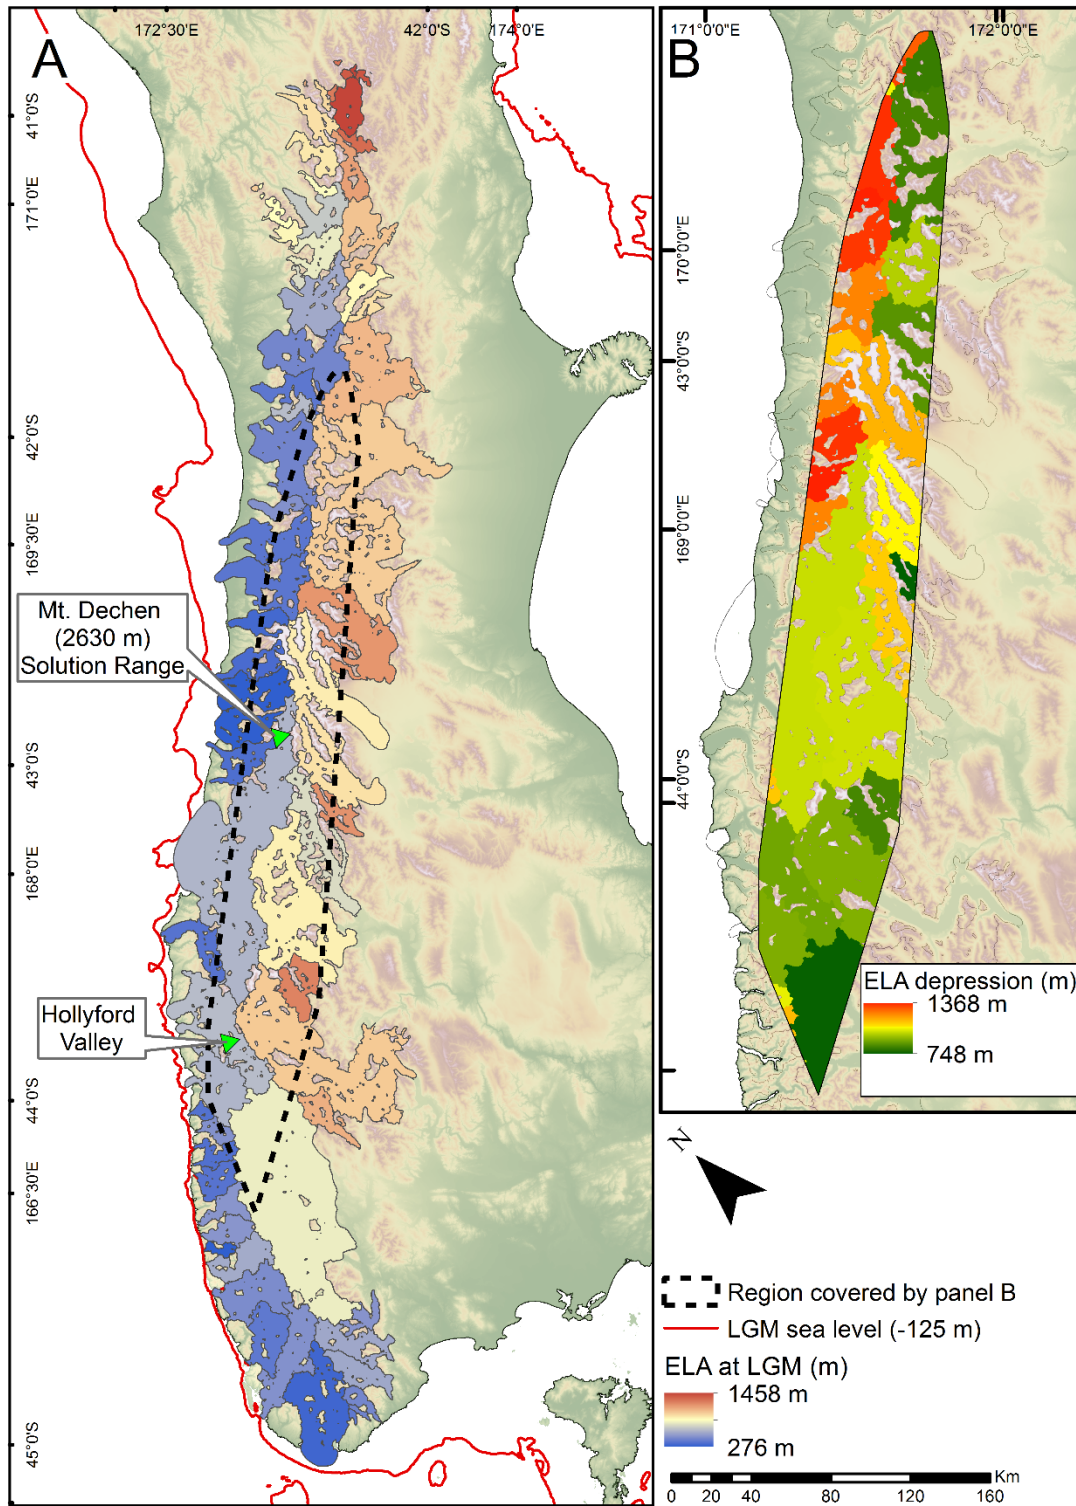 A
172°30'E
42°0'S
174°0'E
41°0'S
171°0'E
42°0'S
169°30'E
43°0'S
168°0'E
44°0'S
166°30'E
45°0'S
Mt. Dechen
(2630 m)
Solution Range
Hollyford
Valley
B
171°0'E
172°0'E
170°0'0"E
43°0'0"S
169°0'0"E
44°0'0"S
ELA depression (m)
1368 m
748 m
N
Region covered by panel B
LGM sea level (-125 m)
ELA at LGM (m)
1458 m
276 m
Km
0 20 40 80 120 160